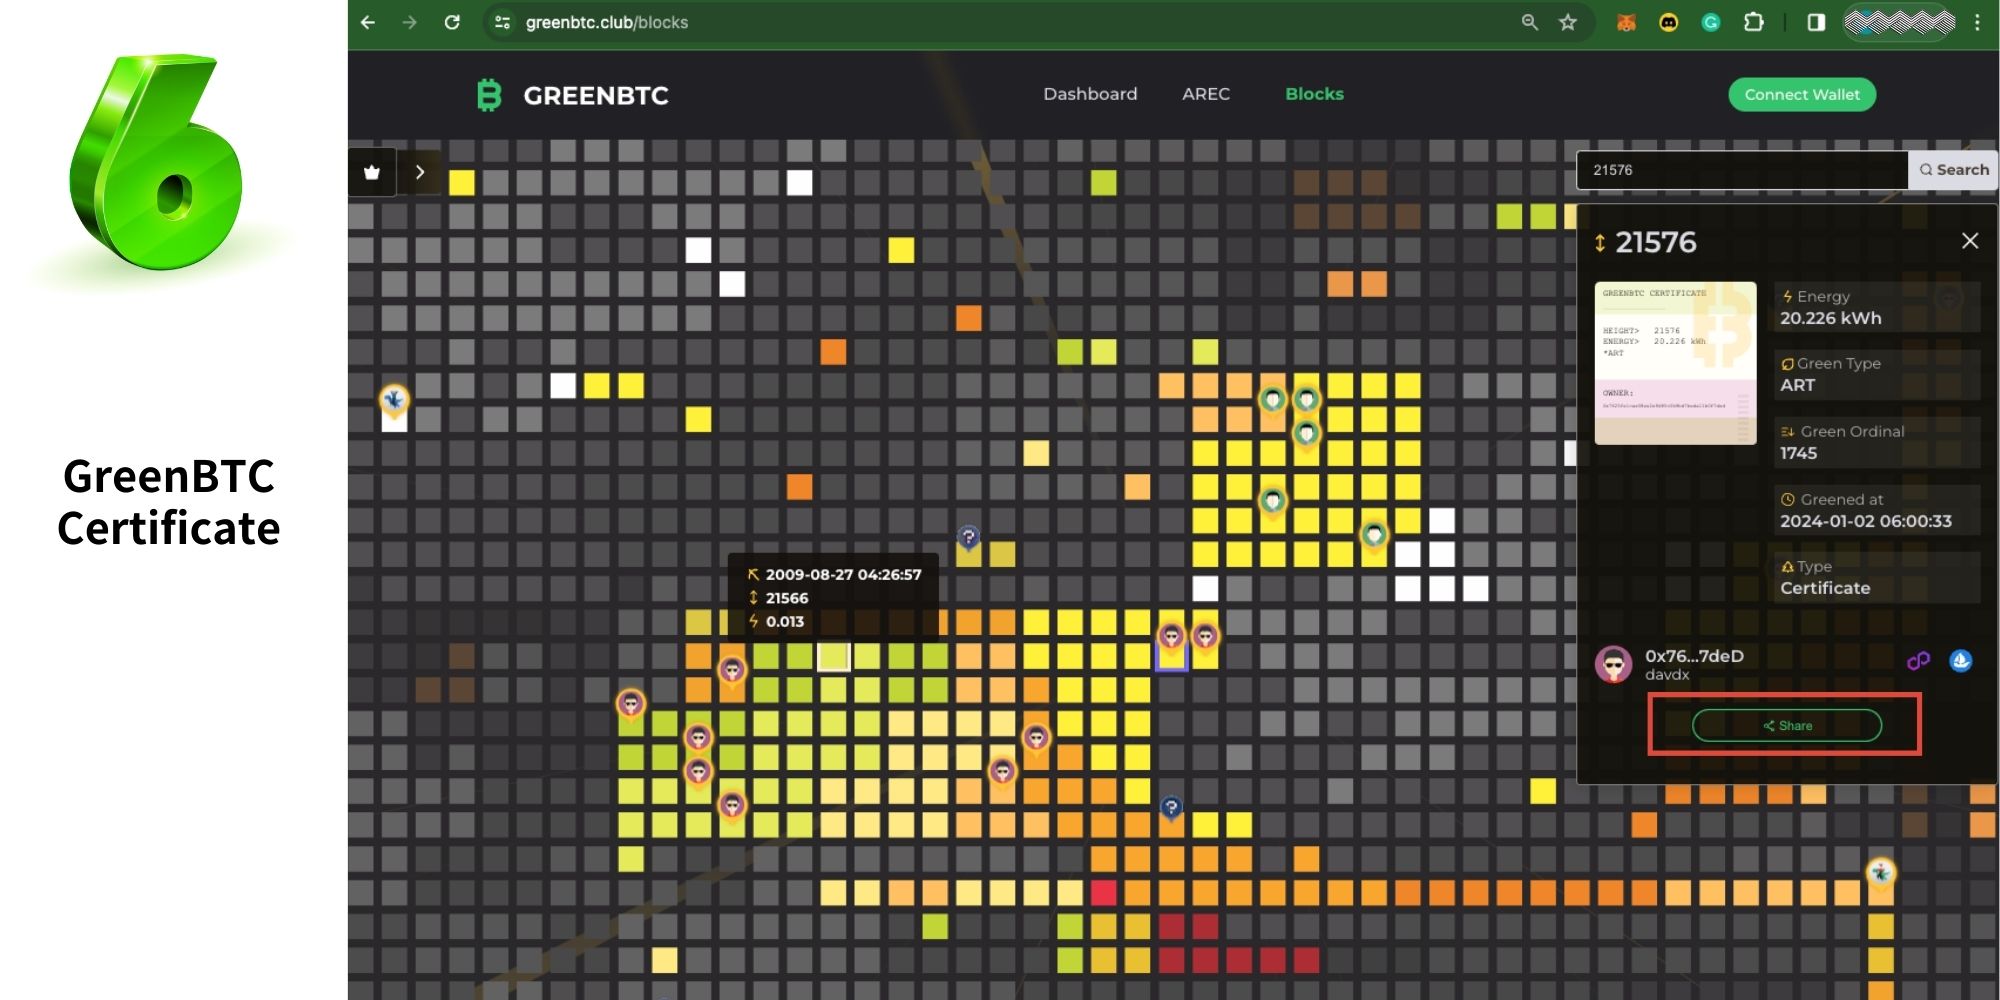 6
GreenBTC
Certificate
greenbtc.club/blocks
GREENBTC
Dashboard
AREC
Blocks
Connect Wallet
21576
Search
21576
GREENBTC CERTIFICATE
HEIGHT> 21576
ENERGY> 20.226 kWh
*ART
OWNER:
Energy
20.226 kWh
Green Type
ART
Green Ordinal
1745
Greened at
2024-01-02 06:00:33
Type
Certificate
0x76...7deD
davdx
Share
2009-08-27 04:26:57
21566
0.013